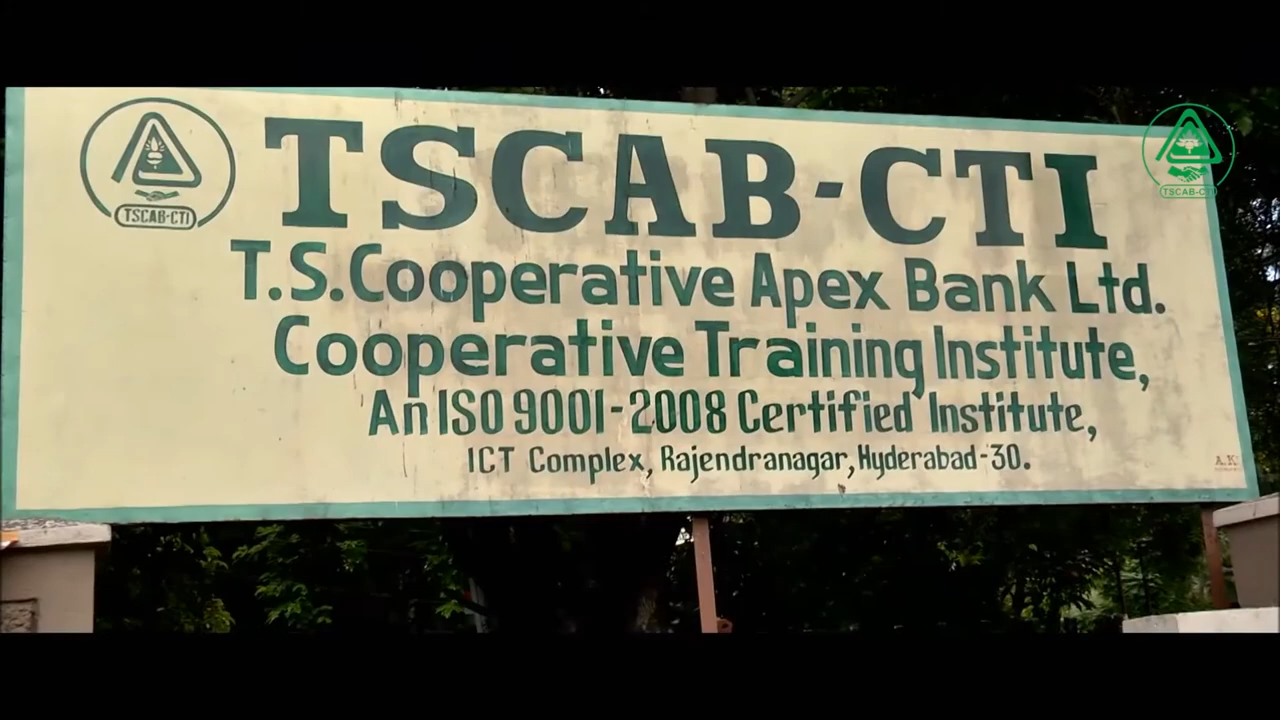 TSCAB-CTI
TSCAB-CTI
T.S.Cooperative Apex Bank Ltd.
Cooperative Training Institute,
An ISO 9001-2008 Certified Institute,
ICT Complex, Rajendranagar, Hyderabad-30.
A.K
TSCAB-CTI